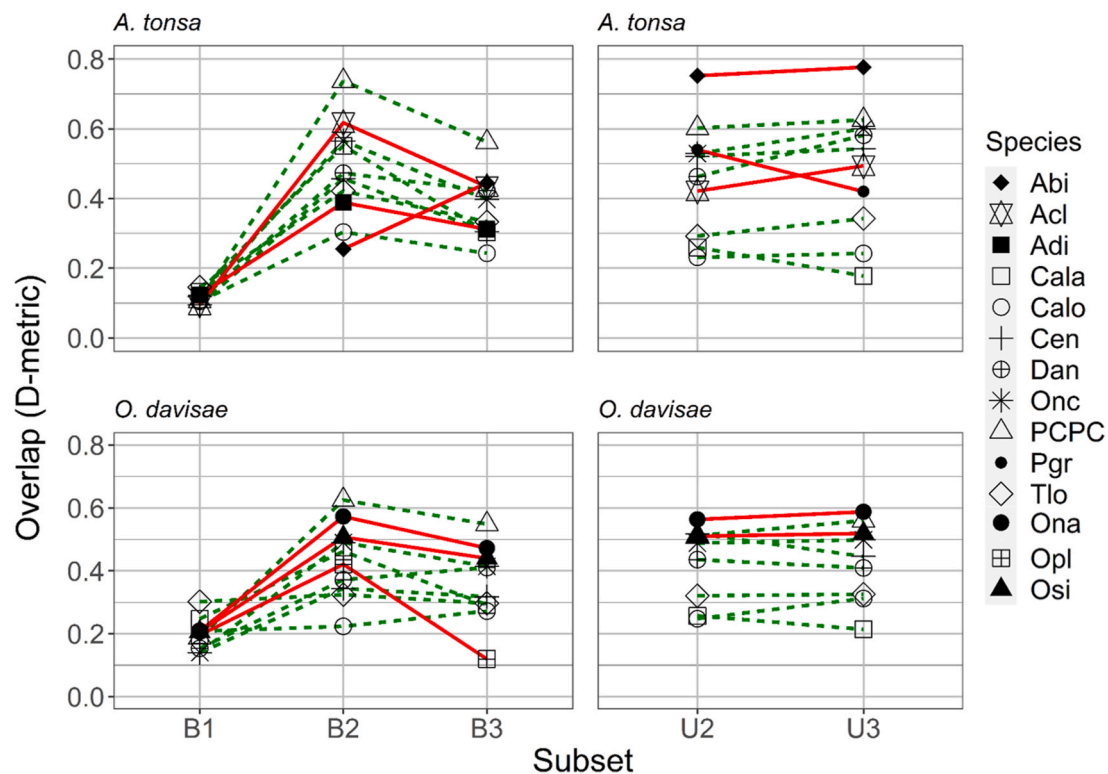 A. tonsa
A. tonsa
0.8
0.6
0.4
0.2
0.0
O. davisae
O. davisae
0.8
0.6
0.4
0.2
0.0
B1 B2 B3 U2 U3
Subset
Overlap (D-metric)
Species
Abi
Acl
Adi
Cala
Calo
Cen
Dan
Onc
PCPC
Pgr
Tlo
Ona
Opl
Osi